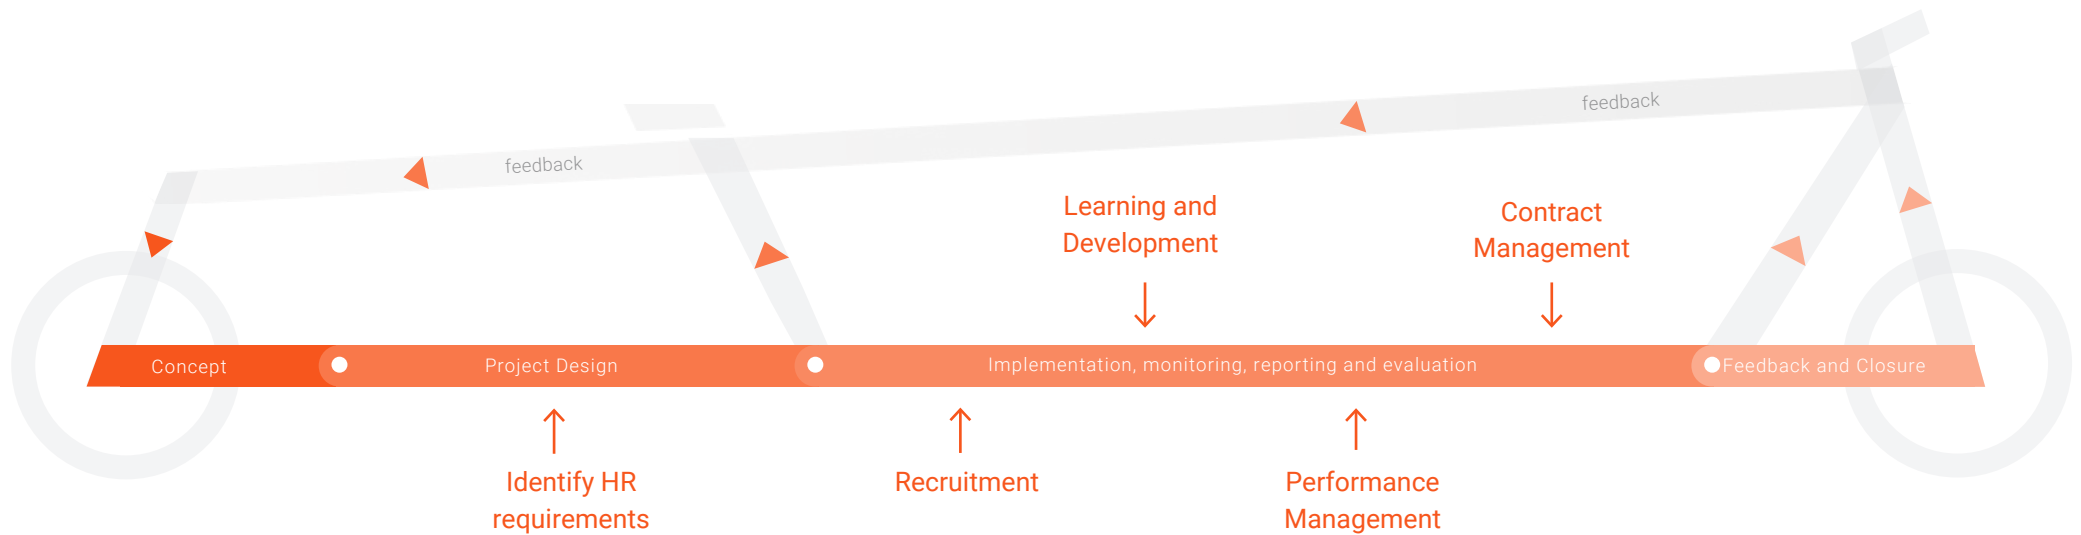 feedback
feedback
Learning and
Development
Contract
Management
Concept
Project Design
Implementation, monitoring, reporting and evaluation
Feedback and Closure
Identify HR
requirements
Recruitment
Performance
Management